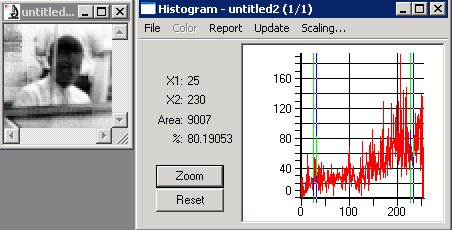 untitled...
Histogram - untitled2 (1/1)
File Color Report Update Scaling...
X1: 25
X2: 230
Area: 9007
%: 80.19053
Zoom
Reset
160
120
80
40
0
0 100 200